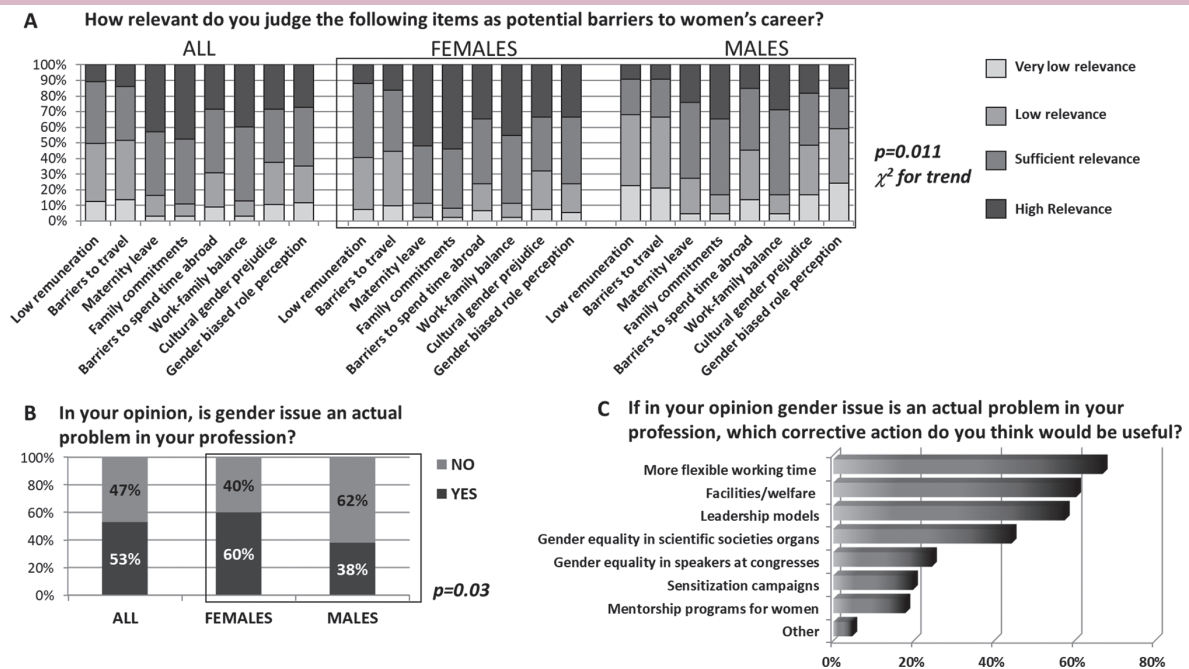 A How relevant do you judge the following items as potential barriers to women's career?
ALL
FEMALES
MALES
100%
90%
80%
70%
60%
50%
40%
30%
20%
10%
0%
Low remuneration
Barriers to travel
Maternity leave
Family commitments
Barriers to spend time abroad
Work-family balance
Cultural gender prejudice
Gender biased role perception
Low remuneration
Barriers to travel
Maternity leave
Family commitments
Barriers to spend time abroad
Work-family balance
Cultural gender prejudice
Gender biased role perception
Low remuneration
Barriers to travel
Maternity leave
Family commitments
Barriers to spend time abroad
Work-family balance
Cultural gender prejudice
Gender biased role perception
p=0.011
χ² for trend
Very low relevance
Low relevance
Sufficient relevance
High Relevance
B In your opinion, is gender issue an actual
problem in your profession?
100%
80%
60%
40%
20%
0%
47%
53%
40%
60%
62%
38%
ALL
FEMALES
MALES
NO
YES
p=0.03
C If in your opinion gender issue is an actual problem in your
profession, which corrective action do you think would be useful?
More flexible working time
Facilities/welfare
Leadership models
Gender equality in scientific societies organs
Gender equality in speakers at congresses
Sensitization campaigns
Mentorship programs for women
Other
0%
20%
40%
60%
80%